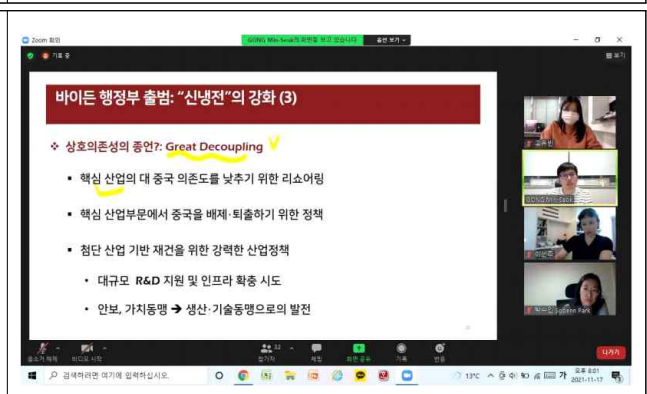 Zoom 회의
GONG Min-Seok의 화면을 보고 있습니다
옵션 보기
기록 중
보기
바이든 행정부 출범: “신냉전”의 강화 (3)
❖ 상호의존성의 종언?: Great Decoupling
▪ 핵심 산업의 대 중국 의존도를 낮추기 위한 리쇼어링
▪ 핵심 산업부문에서 중국을 배제·퇴출하기 위한 정책
▪ 첨단 산업 기반 재건을 위한 강력한 산업정책
• 대규모 R&D 지원 및 인프라 확충 시도
• 안보, 가치동맹 ➔ 생산·기술동맹으로의 발전
GONG Min-Seok
음소거 해제
비디오 시작
32
참가자
채팅
화면 공유
기록
반응
나가기
검색하려면 여기에 입력하십시오.
13°C
가
오후 8:01
2021-11-17